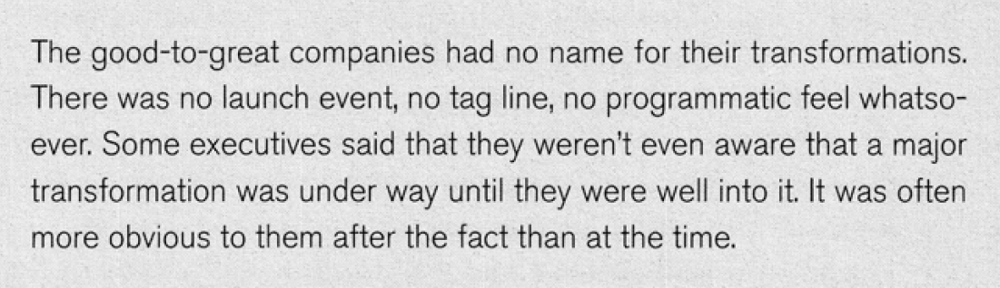 The good-to-great companies had no name for their transformations.
There was no launch event, no tag line, no programmatic feel whatso-
ever. Some executives said that they weren't even aware that a major
transformation was under way until they were well into it. It was often
more obvious to them after the fact than at the time.